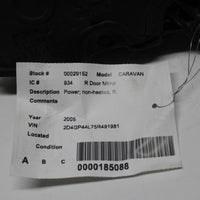 Stock # 00029152 Model CARAVAN
IC # 934 R Door Mirror
Description Power, non-heated, R.
Comments
Year 2005
VIN 2D4GP44L75R491981
Located
Condition
A B C 0000185088